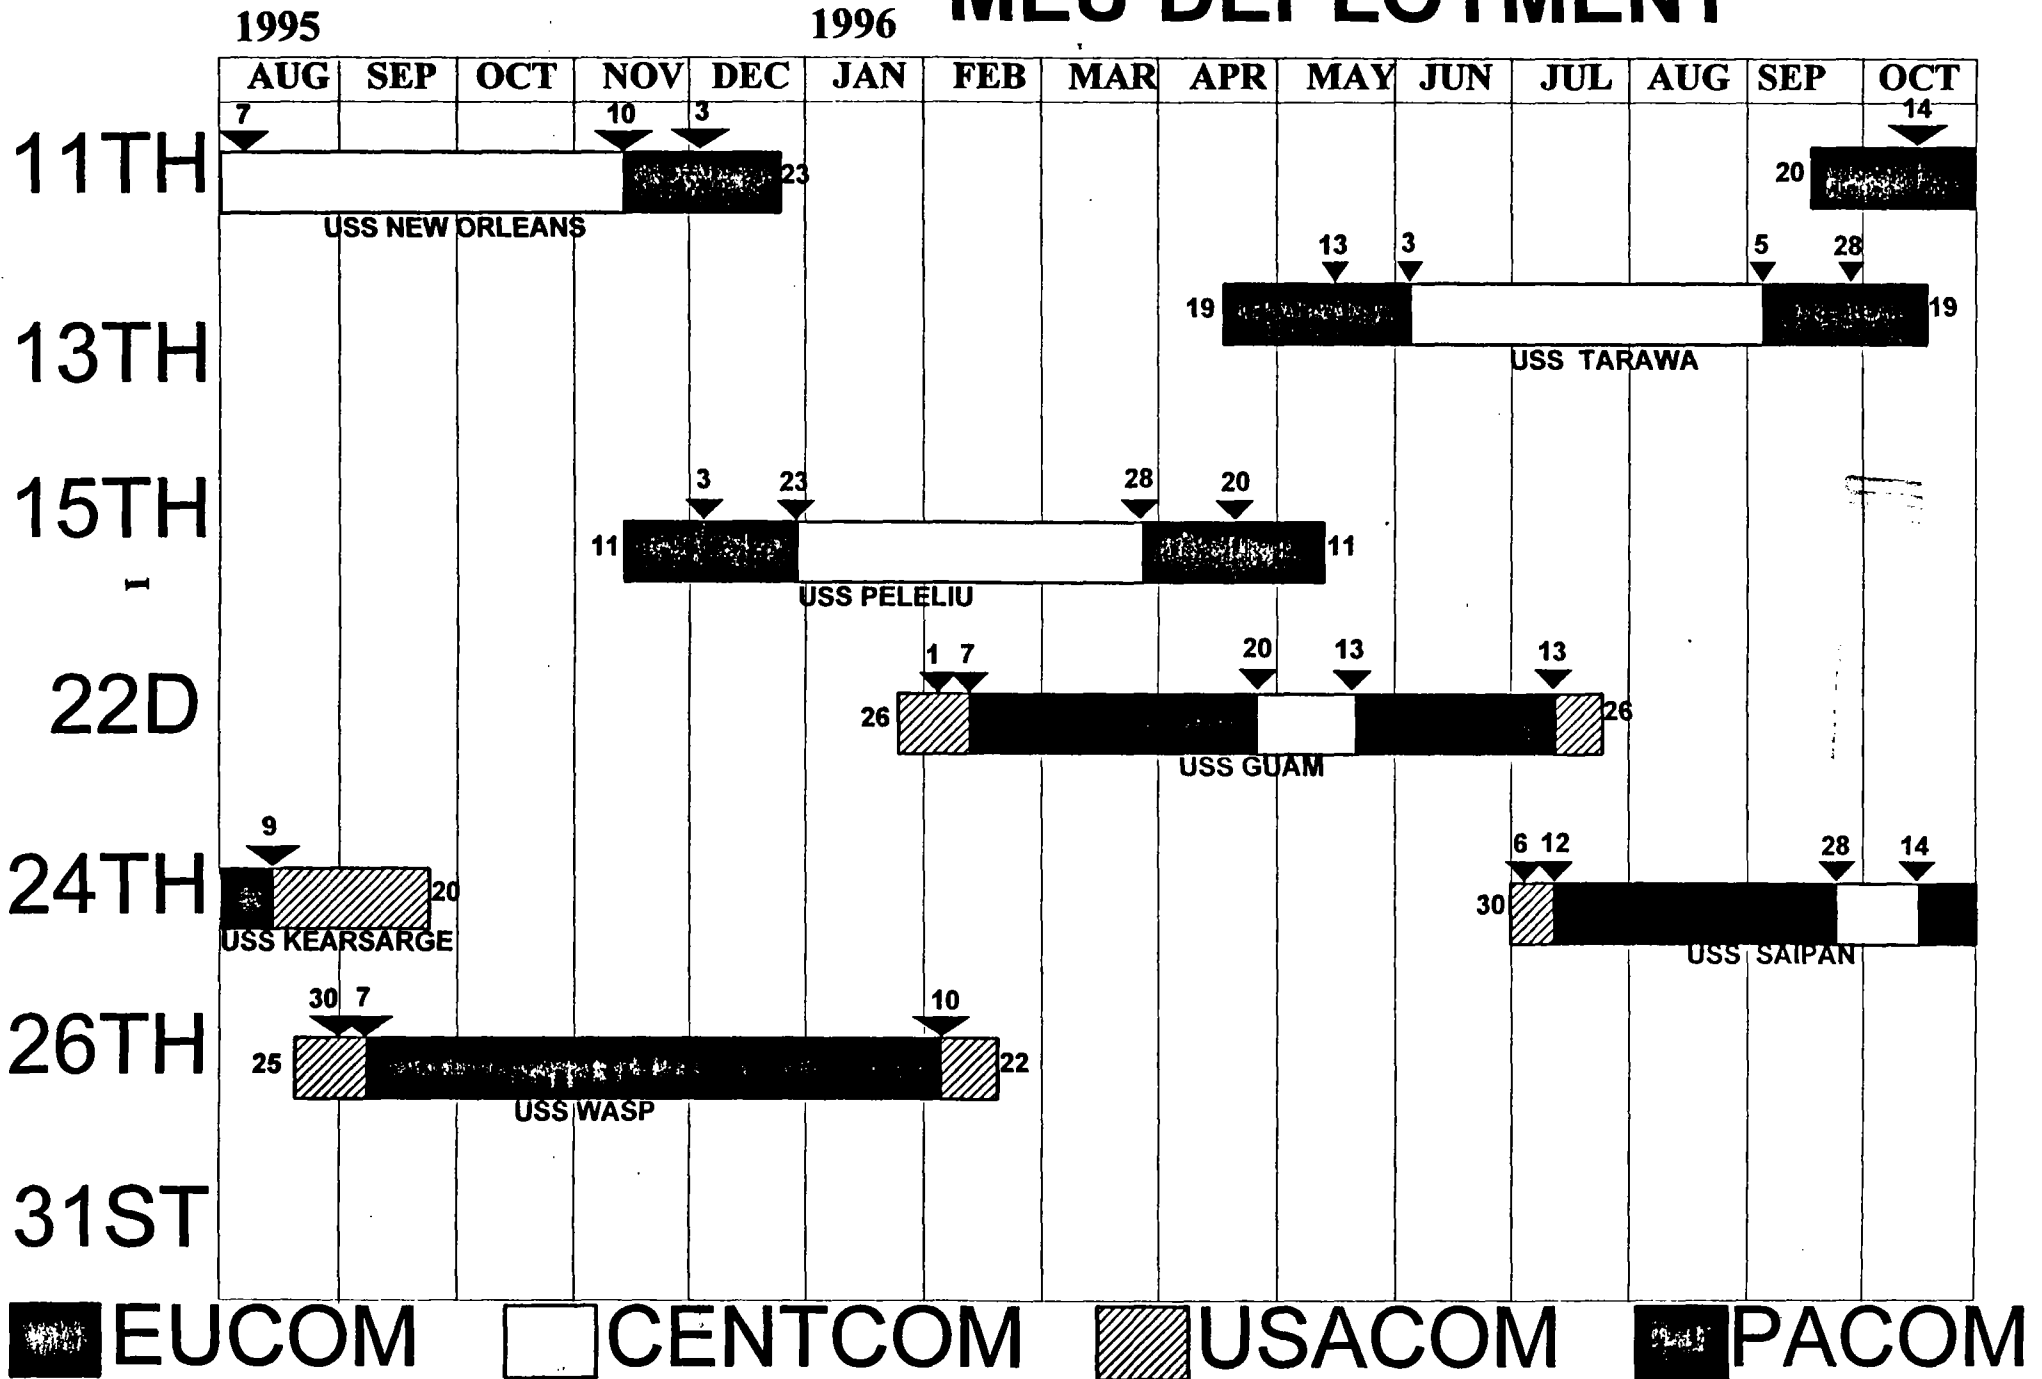 MEU DEPLOYMENT
1995 1996
AUG SEP OCT NOV DEC JAN FEB MAR APR MAY JUN JUL AUG SEP OCT
7 10 3 14
11TH 23 20
USS NEW ORLEANS
13 3 5 28
13TH 19 19
USS TARAWA
3 23 28 20
15TH 11 11
USS PELELIU
1 7 20 13 13
22D 26 26
USS GUAM
9 6 12 28 14
24TH 20 30
USS KEARSARGE USS SAIPAN
30 7 10
26TH 25 22
USS WASP
31ST
EUCOM CENTCOM USACOM PACOM